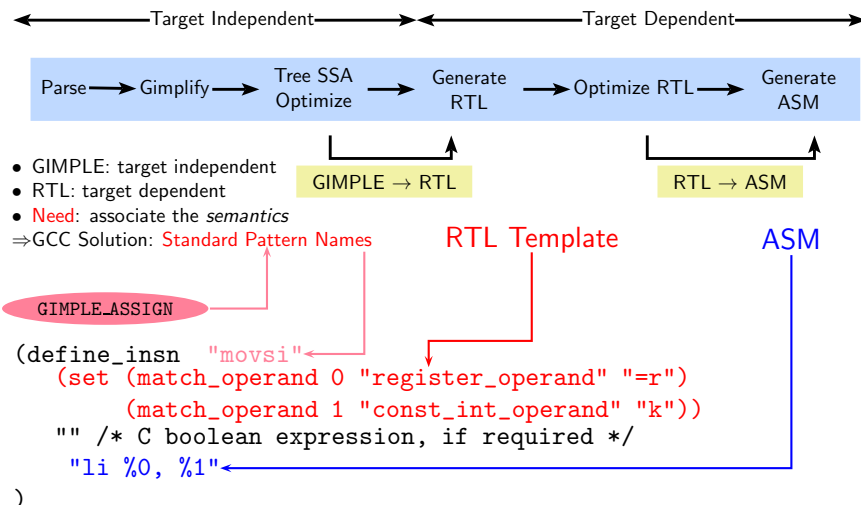 Target Independent Target Dependent
Parse Gimplify Tree SSA Optimize Generate RTL Optimize RTL Generate ASM
GIMPLE → RTL RTL → ASM
• GIMPLE: target independent
• RTL: target dependent
• Need: associate the semantics
⇒GCC Solution: Standard Pattern Names RTL Template ASM
GIMPLE_ASSIGN
(define_insn "movsi"
(set (match_operand 0 "register_operand" "=r")
(match_operand 1 "const_int_operand" "k"))
"" /* C boolean expression, if required */
"li %0, %1"
)